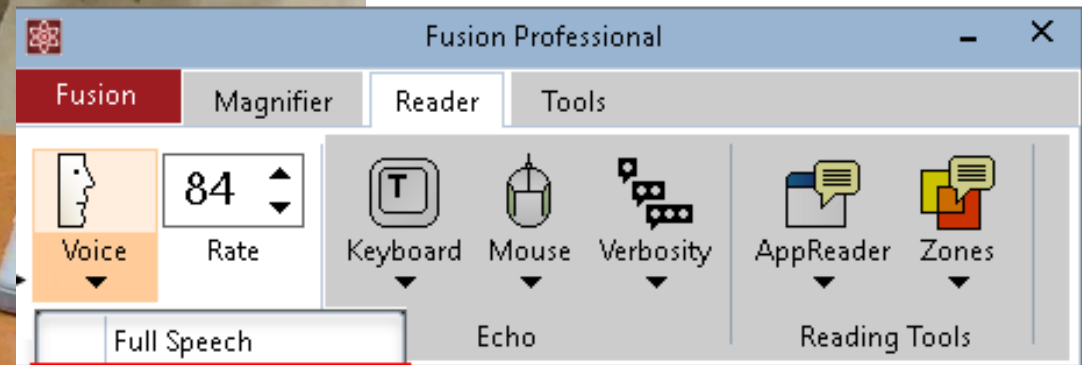 Fusion Professional
Fusion Magnifier Reader Tools
84
Voice Rate Keyboard Mouse Verbosity AppReader Zones
Full Speech Echo Reading Tools